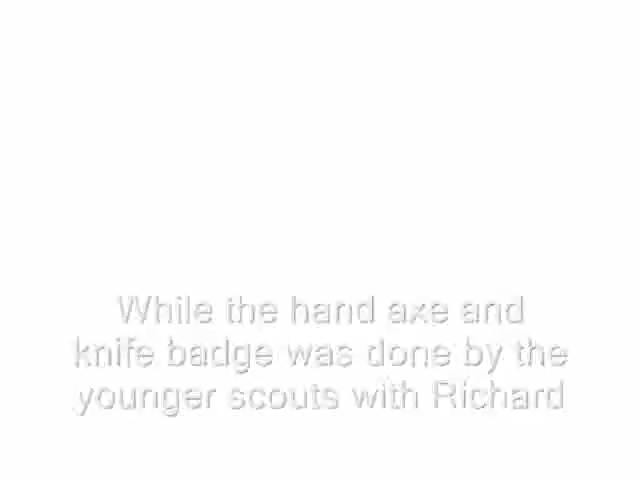 While the hand axe and
knife badge was done by the
younger scouts with Richard